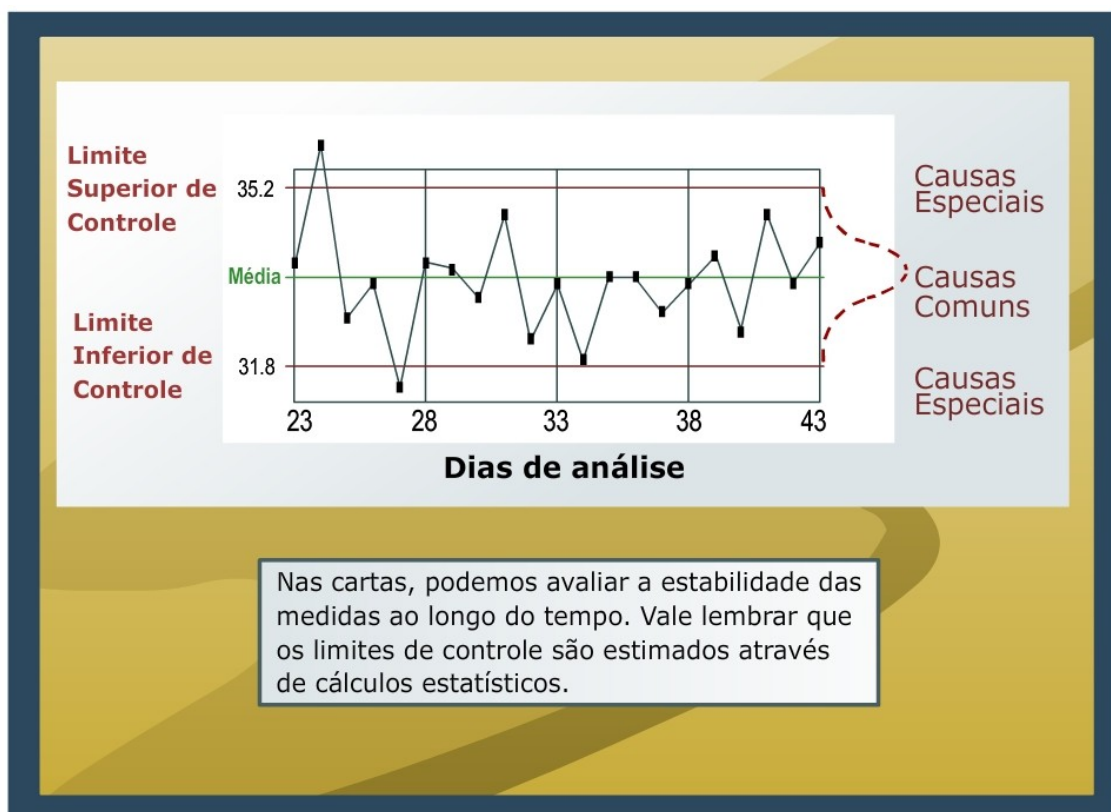 Limite
Superior de
Controle
35.2
Média
Limite
Inferior de
Controle
31.8
23 28 33 38 43
Dias de análise
Causas
Especiais
Causas
Comuns
Causas
Especiais
Nas cartas, podemos avaliar a estabilidade das
medidas ao longo do tempo. Vale lembrar que
os limites de controle são estimados através
de cálculos estatísticos.